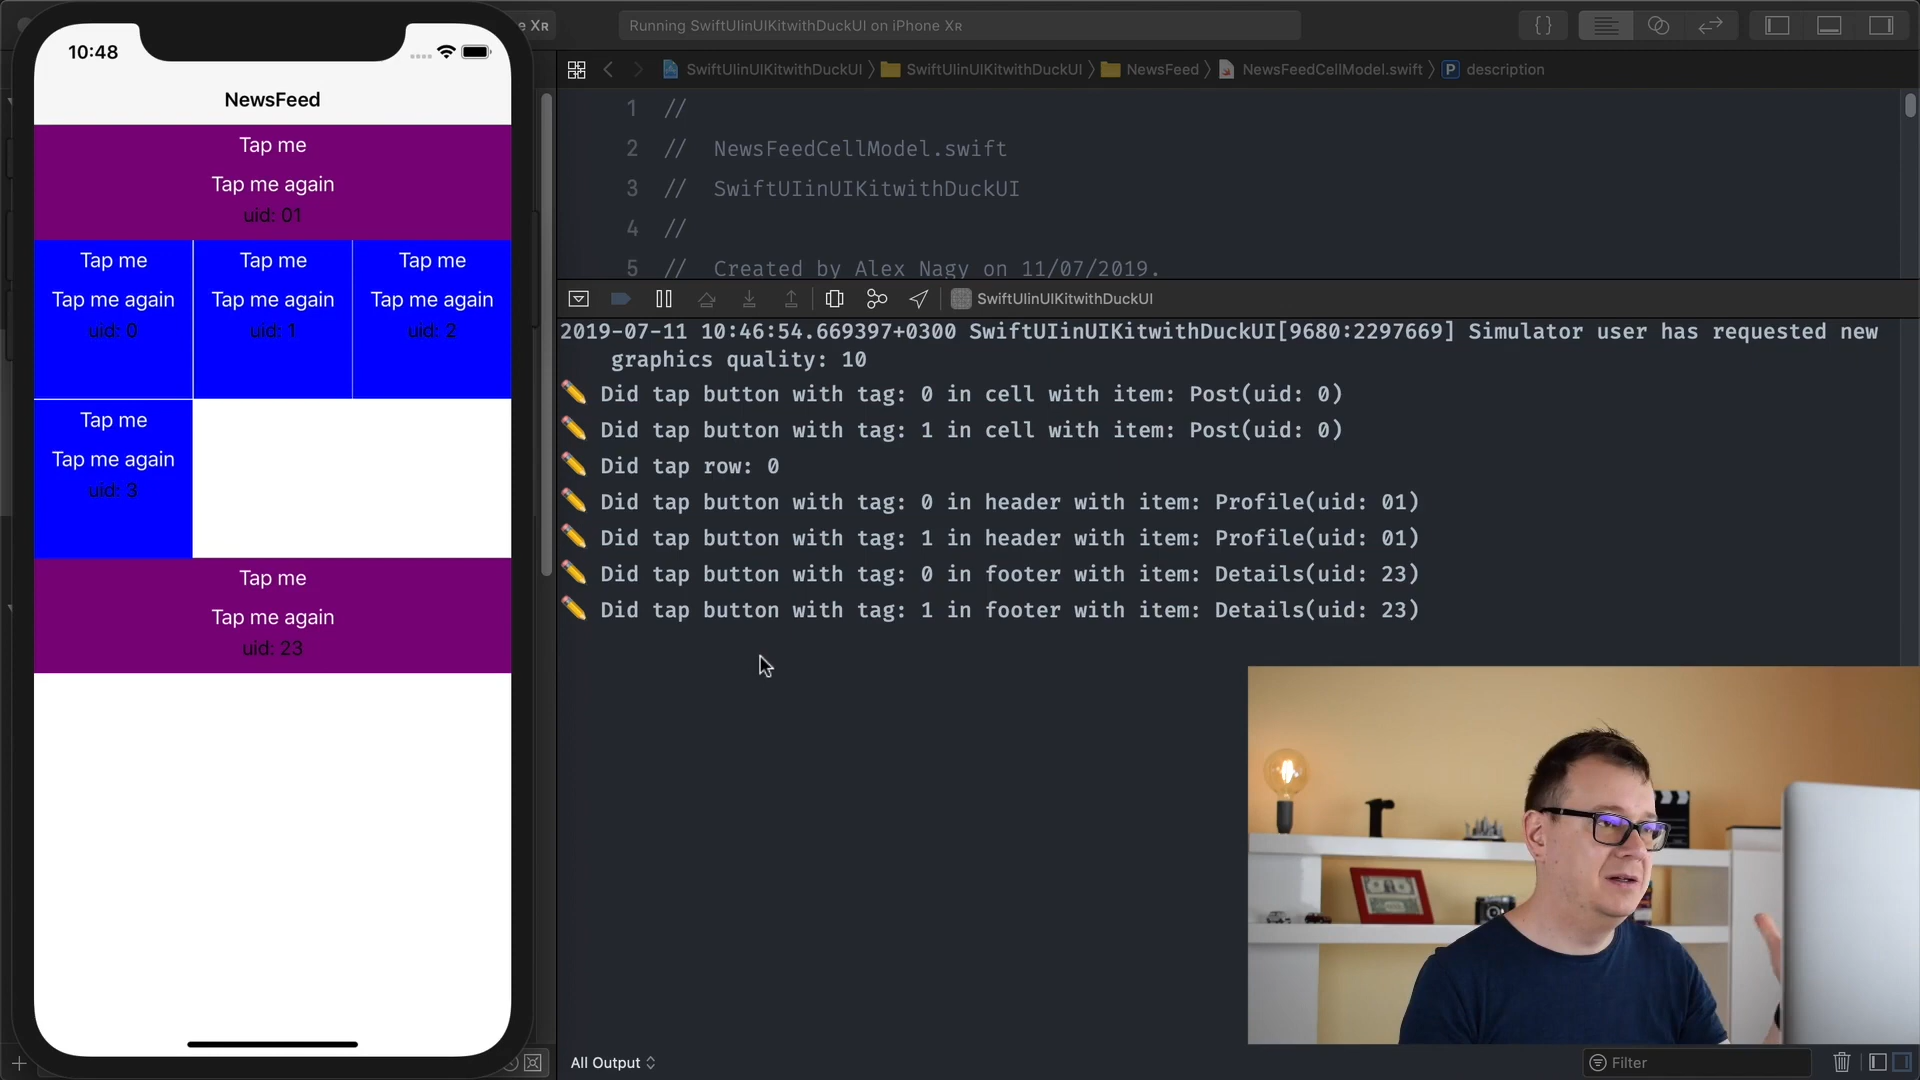 10:48
NewsFeed
Tap me
Tap me again
uid: 01
Tap me Tap me Tap me
Tap me again Tap me again Tap me again
uid: 0 uid: 1 uid: 2
Tap me
Tap me again
uid: 3
Tap me
Tap me again
uid: 23
e XR
Running SwiftUIinUIKitwithDuckUI on iPhone XR
SwiftUIinUIKitwithDuckUI SwiftUIinUIKitwithDuckUI NewsFeed NewsFeedCellModel.swift P description
1 //
2 // NewsFeedCellModel.swift
3 // SwiftUIinUIKitwithDuckUI
4 //
5 // Created by Alex Nagy on 11/07/2019.
SwiftUIinUIKitwithDuckUI
2019-07-11 10:46:54.669397+0300 SwiftUIinUIKitwithDuckUI[9680:2297669] Simulator user has requested new
graphics quality: 10
✏️ Did tap button with tag: 0 in cell with item: Post(uid: 0)
✏️ Did tap button with tag: 1 in cell with item: Post(uid: 0)
✏️ Did tap row: 0
✏️ Did tap button with tag: 0 in header with item: Profile(uid: 01)
✏️ Did tap button with tag: 1 in header with item: Profile(uid: 01)
✏️ Did tap button with tag: 0 in footer with item: Details(uid: 23)
✏️ Did tap button with tag: 1 in footer with item: Details(uid: 23)
All Output
Filter